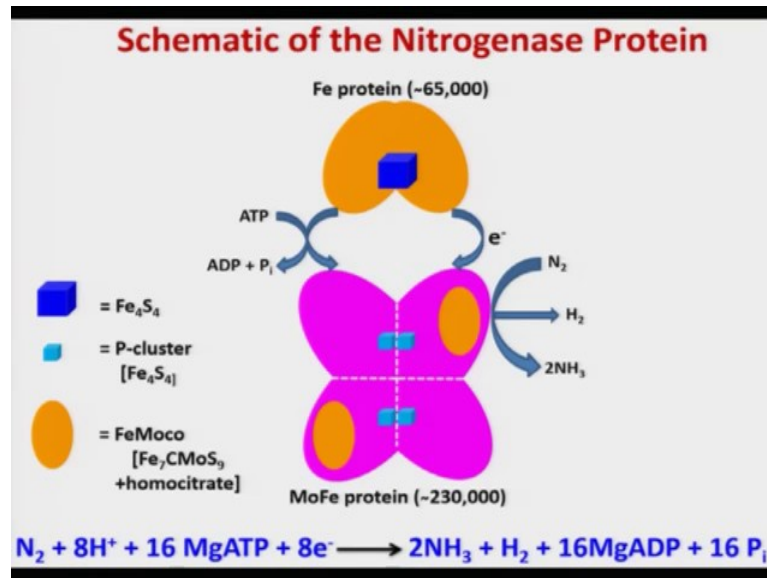 Schematic of the Nitrogenase Protein
Fe protein (~65,000)
ATP
e-
ADP + Pi
N2
H2
2NH3
= Fe4S4
= P-cluster
[Fe4S4]
= FeMoco
[Fe7CMoS9
+homocitrate]
MoFe protein (~230,000)
N2 + 8H+ + 16 MgATP + 8e- → 2NH3 + H2 + 16MgADP + 16 Pi